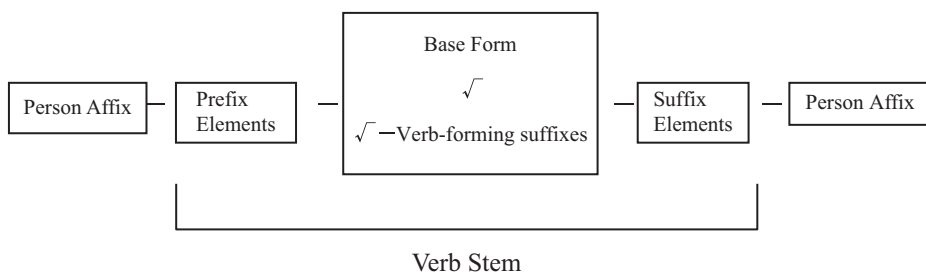 Base Form
√
√ —Verb-forming suffixes
Person Affix
Prefix
Elements
Suffix
Elements
Person Affix
Verb Stem